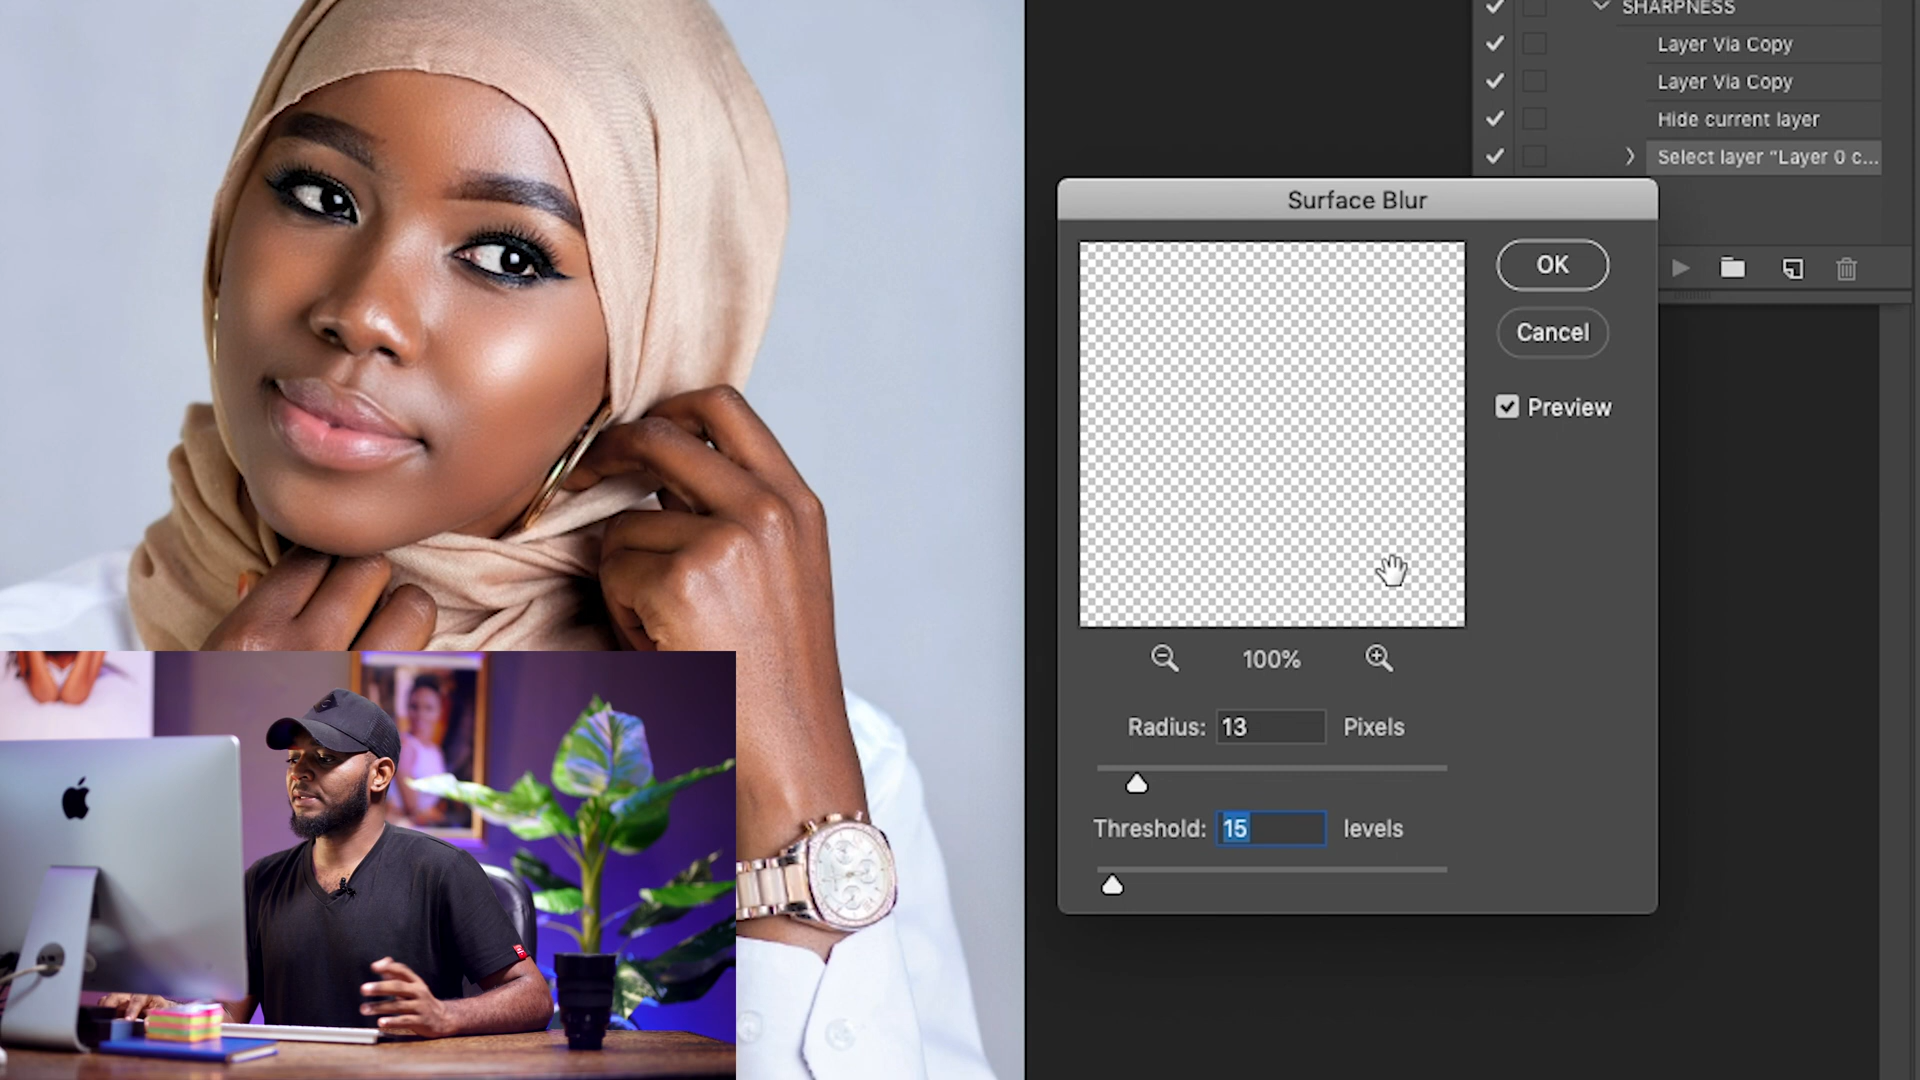 SHARPNESS
Layer Via Copy
Layer Via Copy
Hide current layer
Select layer “Layer 0 c...
Surface Blur
OK
Cancel
Preview
100%
Radius: 13 Pixels
Threshold: 15 levels